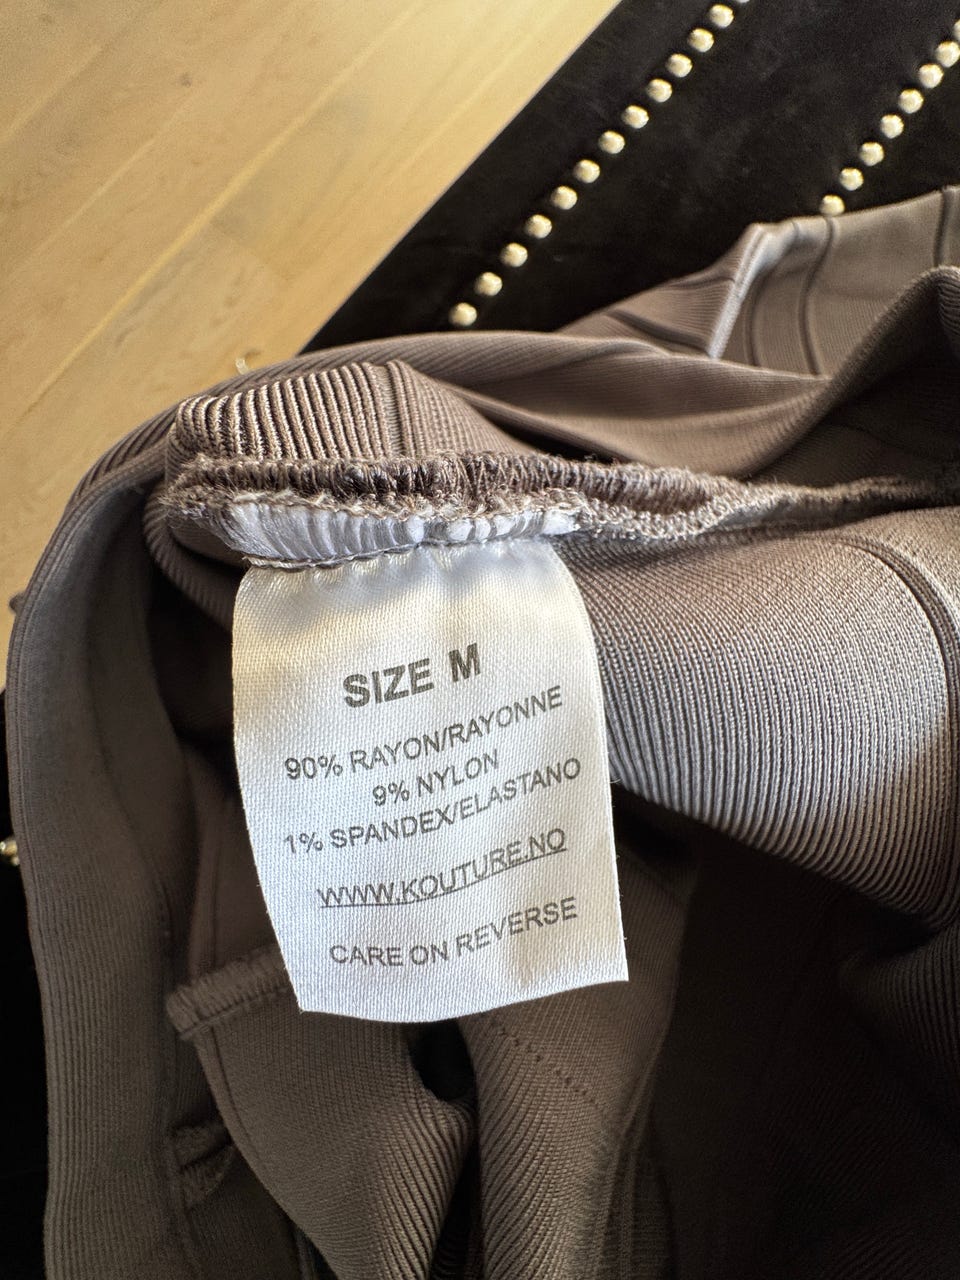 SIZE M
90% RAYON/RAYONNE
9% NYLON
1% SPANDEX/ELASTANO
WWW.KOUTURE.NO
CARE ON REVERSE